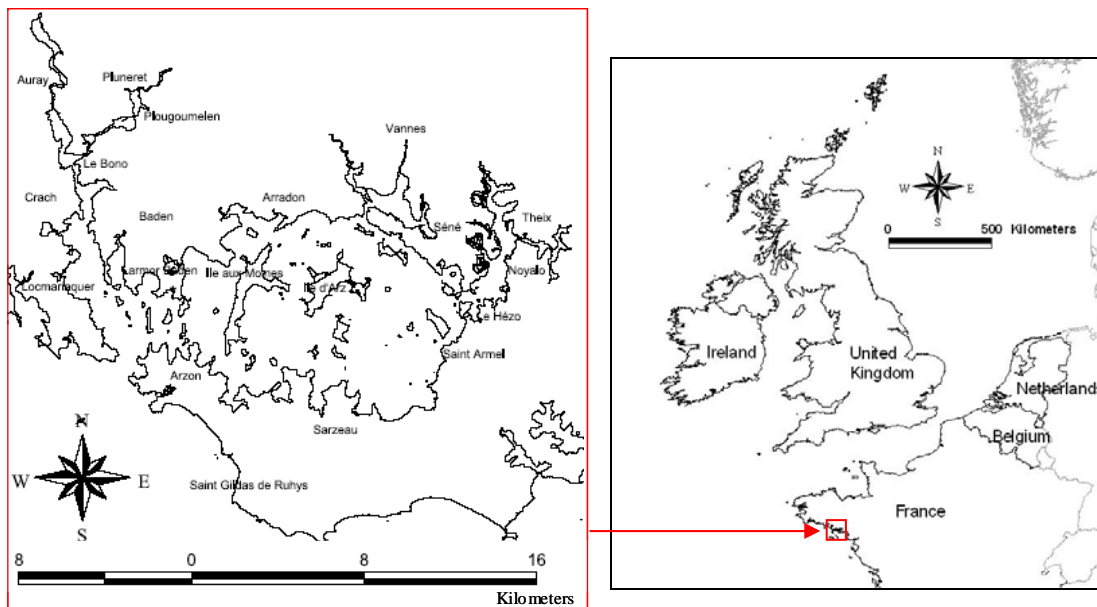 Auray
Pluneret
Plougoumelen
Vannes
Le Bono
Crach
Arradon
Baden
Séné
Theix
Larmor Baden
Ile aux Moines
Noyalo
Locmariaquer
Ile d'Arz
Le Hézo
Saint Armel
Arzon
Sarzeau
Saint Gildas de Ruhys
N
W
E
S
8
0
8
16
Kilometers
N
W
E
S
0
500
Kilometers
Ireland
United
Kingdom
Netherlands
Belgium
France